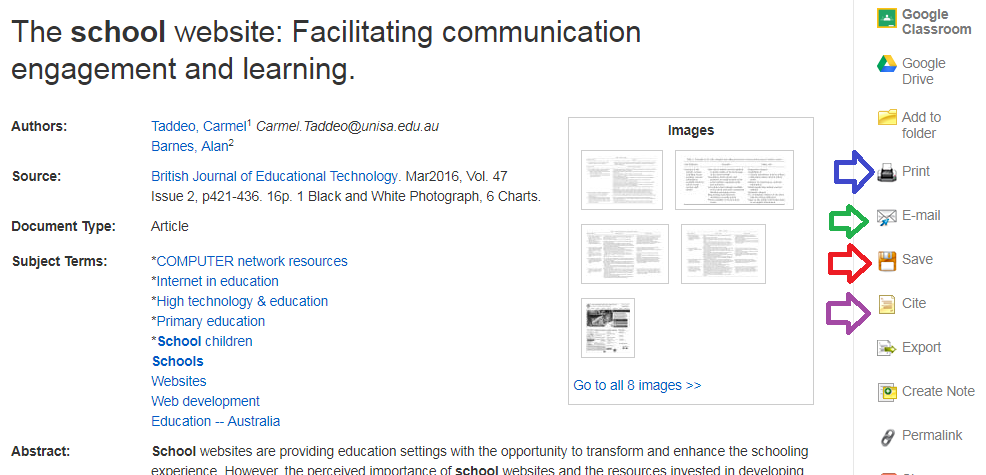 The school website: Facilitating communication
engagement and learning.
Authors:
Taddeo, Carmel1 Carmel.Taddeo@unisa.edu.au
Barnes, Alan2
Source:
British Journal of Educational Technology. Mar2016, Vol. 47
Issue 2, p421-436. 16p. 1 Black and White Photograph, 6 Charts.
Document Type:
Article
Subject Terms:
*COMPUTER network resources
*Internet in education
*High technology & education
*Primary education
*School children
Schools
Websites
Web development
Education -- Australia
Abstract:
School websites are providing education settings with the opportunity to transform and enhance the schooling
experience. However, the perceived importance of school websites and the resources invested in developing
Images
Go to all 8 images >>
Google
Classroom
Google
Drive
Add to
folder
Print
E-mail
Save
Cite
Export
Create Note
Permalink